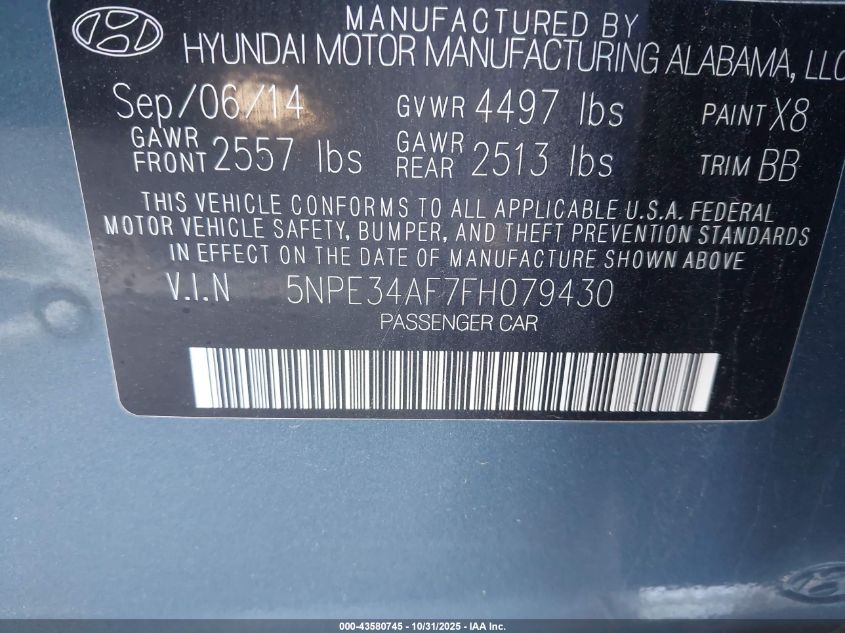 MANUFACTURED BY
HYUNDAI MOTOR MANUFACTURING ALABAMA, LLC
Sep/06/14 GVWR 4497 lbs PAINT X8
GAWR FRONT 2557 lbs GAWR REAR 2513 lbs TRIM BB
THIS VEHICLE CONFORMS TO ALL APPLICABLE U.S.A. FEDERAL
MOTOR VEHICLE SAFETY, BUMPER, AND THEFT PREVENTION STANDARDS
IN EFFECT ON THE DATE OF MANUFACTURE SHOWN ABOVE
V.I.N 5NPE34AF7FH079430
PASSENGER CAR
000-43580745 - 10/31/2025 - IAA Inc.